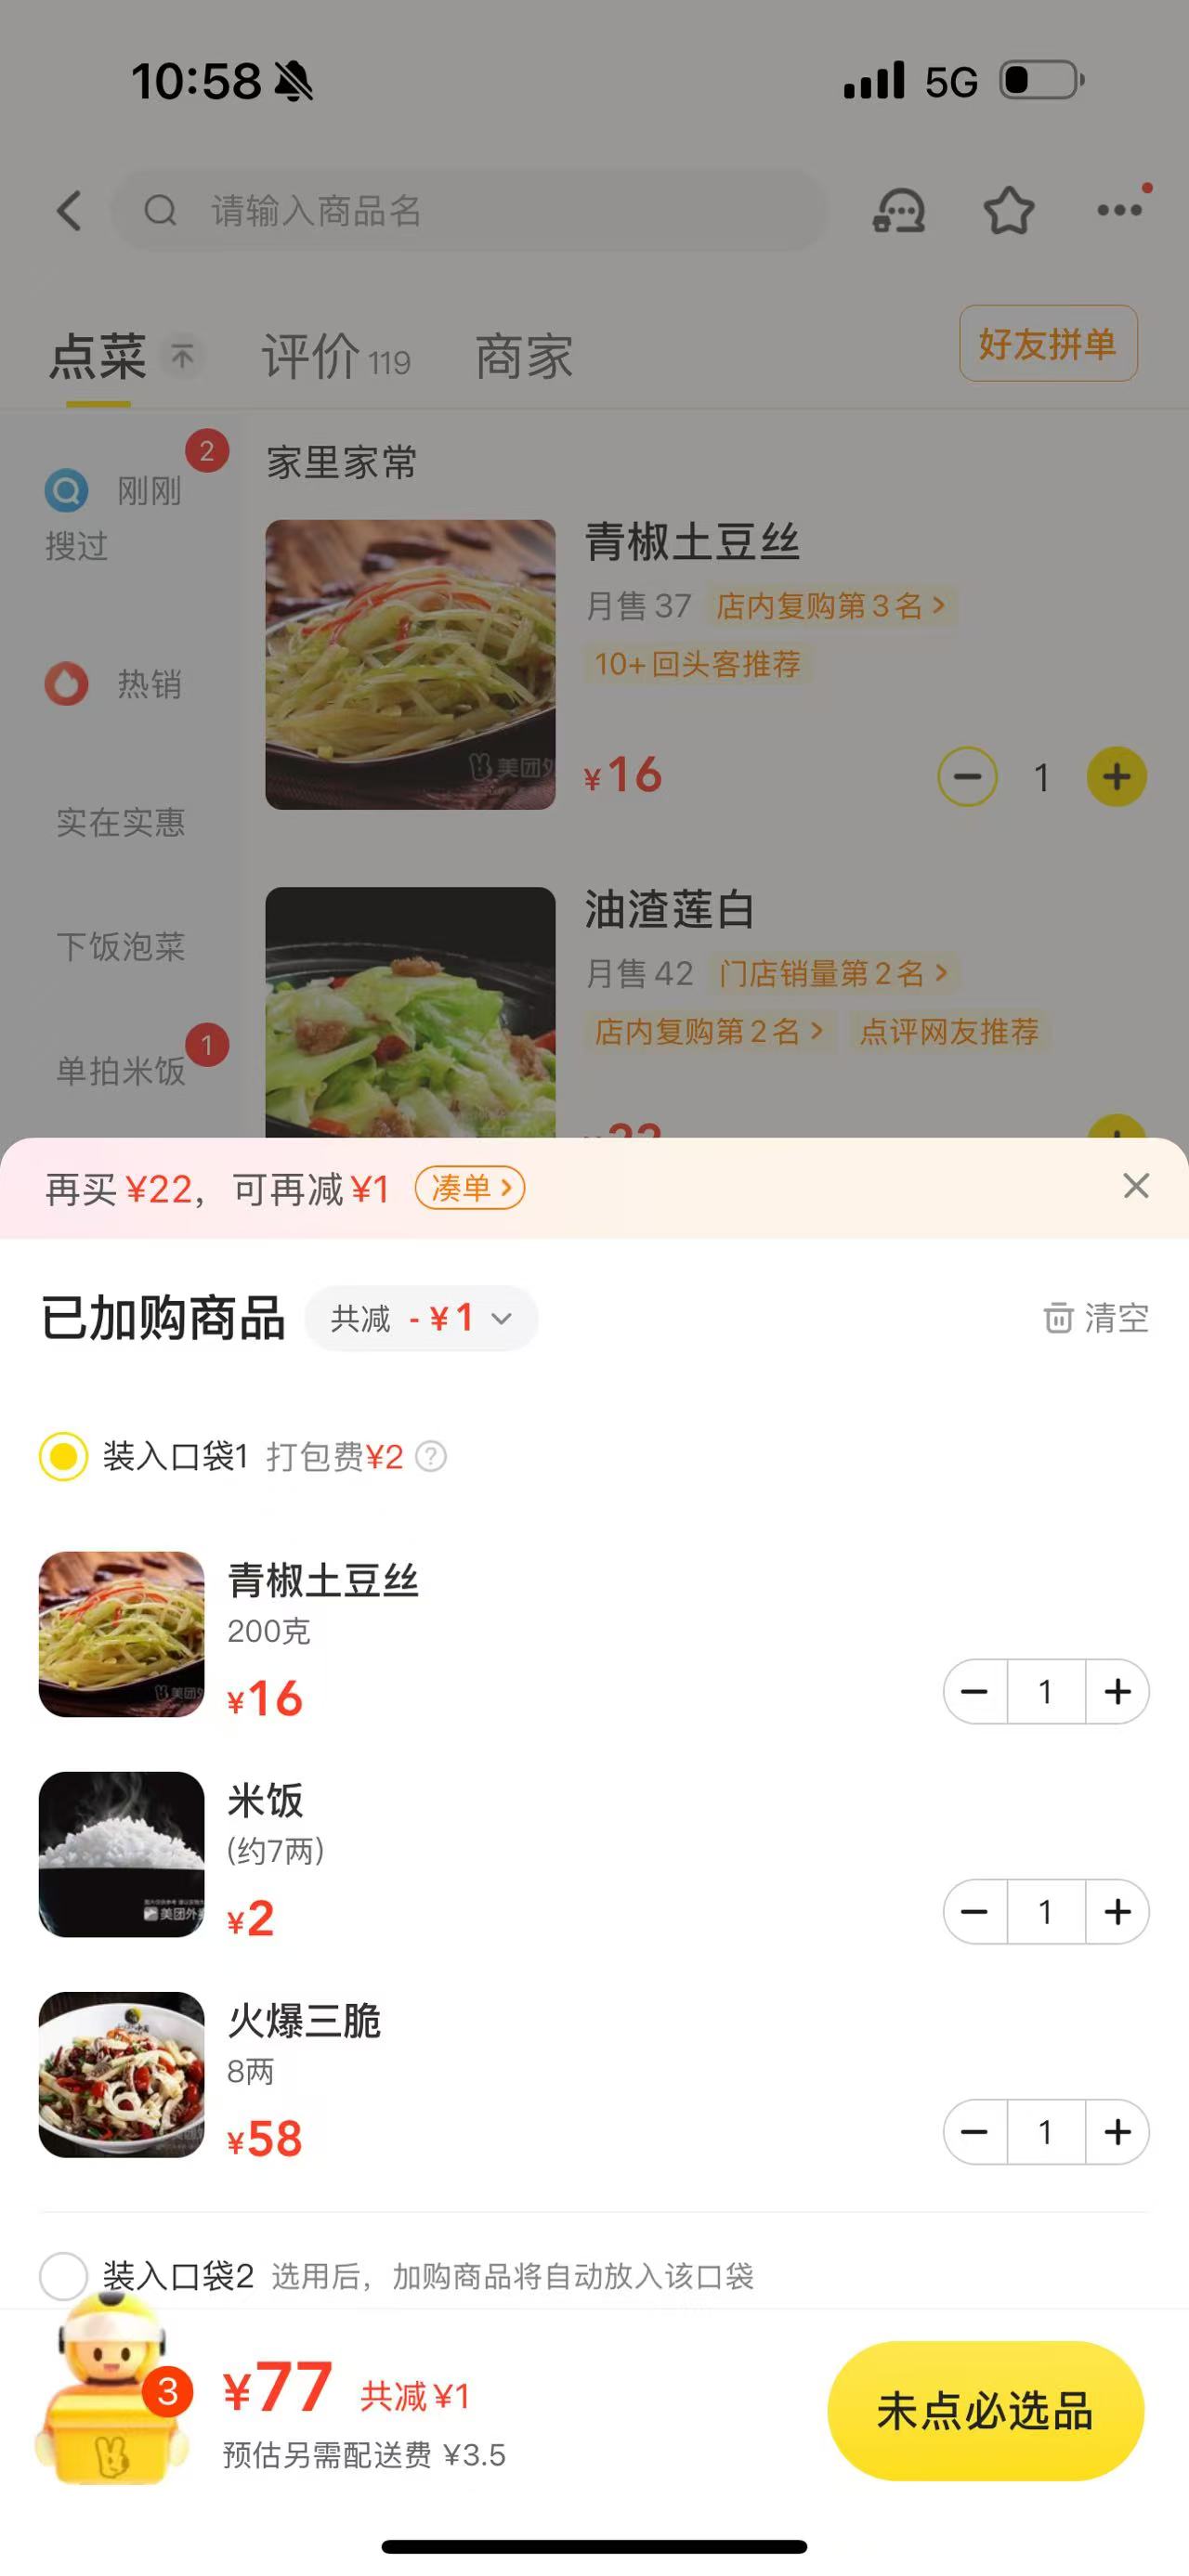 10:58
5G
请输入商品名
点菜
评价 119
商家
好友拼单
2
刚刚
搜过
热销
实在实惠
下饭泡菜
1
单拍米饭
家里家常
青椒土豆丝
月售 37 店内复购第 3 名 >
10+回头客推荐
¥16
1
美团
油渣莲白
月售 42 门店销量第 2 名 >
店内复购第 2 名 > 点评网友推荐
再买 ¥22，可再减 ¥1 凑单 >
已加购商品 共减 -¥1
清空
装入口袋1 打包费¥2 ?
青椒土豆丝
200克
¥16
1
米饭
(约7两)
¥2
1
美团外
火爆三脆
8两
¥58
1
装入口袋2 选用后，加购商品将自动放入该口袋
3
¥77 共减 ¥1
预估另需配送费 ¥3.5
未点必选品